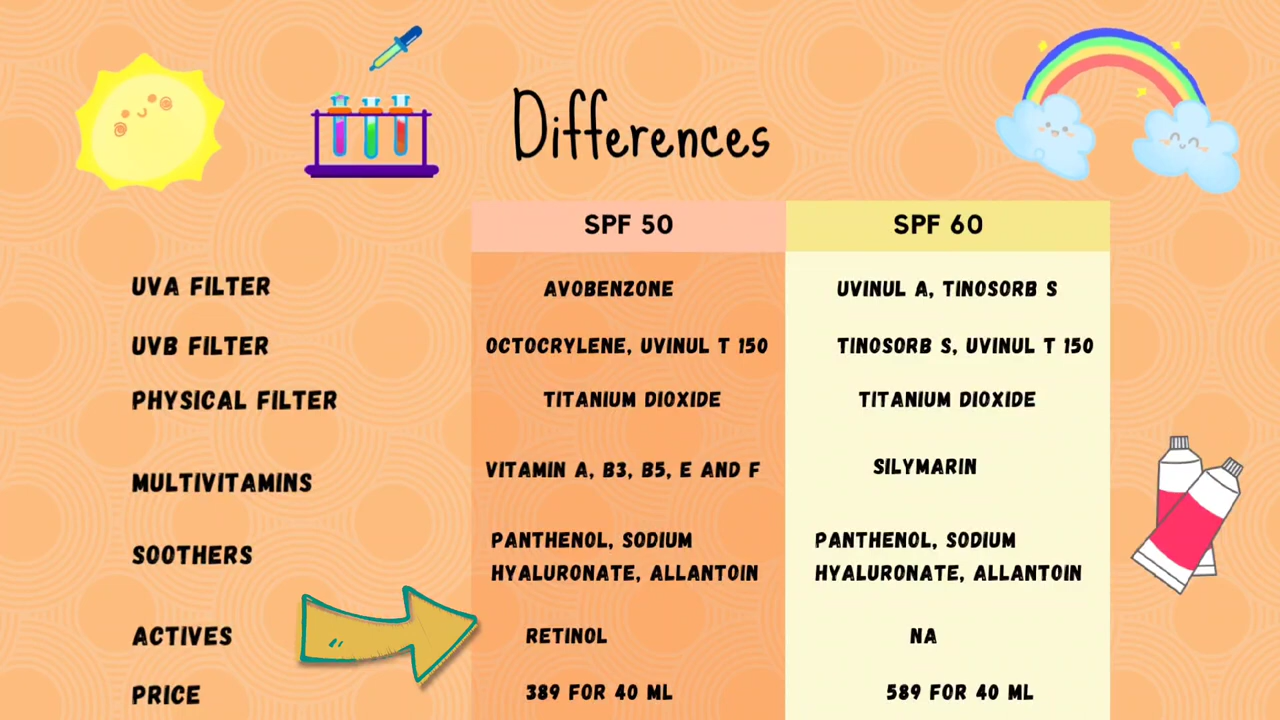 Differences
SPF 50 SPF 60
UVA FILTER AVOBENZONE UVINUL A, TINOSORB S
UVB FILTER OCTOCRYLENE, UVINUL T 150 TINOSORB S, UVINUL T 150
PHYSICAL FILTER TITANIUM DIOXIDE TITANIUM DIOXIDE
MULTIVITAMINS VITAMIN A, B3, B5, E AND F SILYMARIN
SOOTHERS PANTHENOL, SODIUM PANTHENOL, SODIUM
HYALURONATE, ALLANTOIN HYALURONATE, ALLANTOIN
ACTIVES RETINOL NA
PRICE 389 FOR 40 ML 589 FOR 40 ML